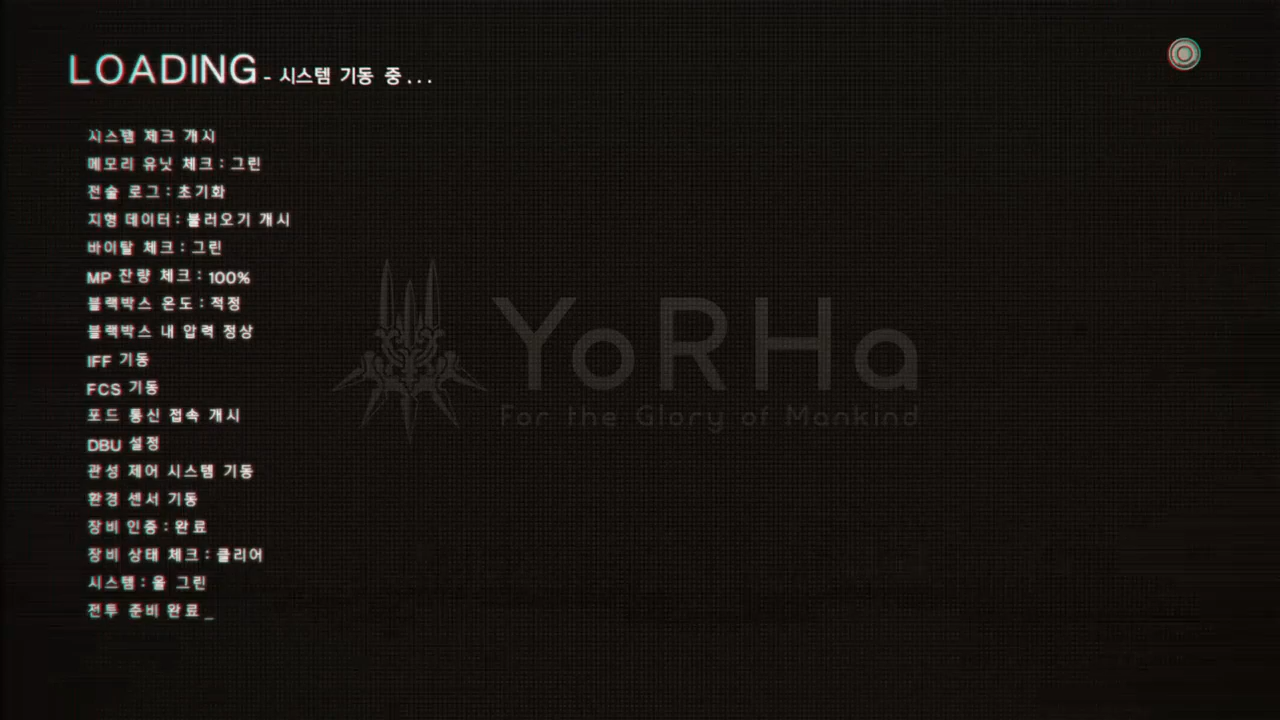 LOADING - 시스템 기동 중...
시스템 체크 개시
메모리 유닛 체크 : 그린
전술 로그 : 초기화
지형 데이터 : 불러오기 개시
바이탈 체크 : 그린
MP 잔량 체크 : 100%
블랙박스 온도 : 적정
블랙박스 내 압력 정상
IFF 기동
FCS 기동
포드 통신 접속 개시
DBU 설정
관성 제어 시스템 기동
환경 센서 기동
장비 인증 : 완료
장비 상태 체크 : 클리어
시스템 : 올 그린
전투 준비 완료_
YoRHa
For the Glory of Mankind